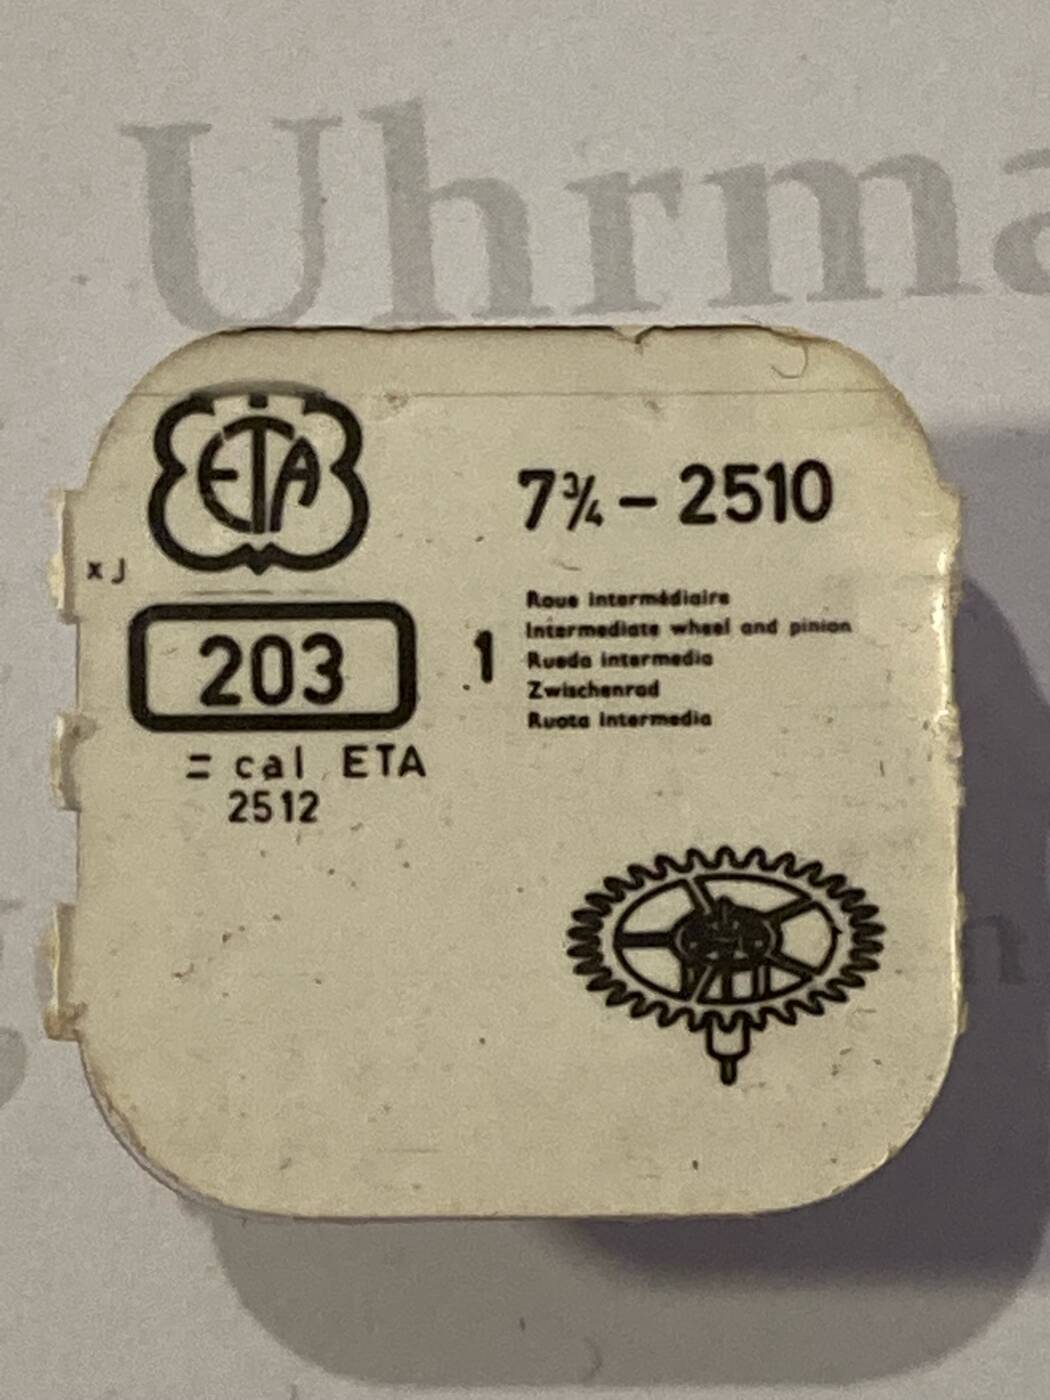 Uhrma
ETA
7¾ – 2510
x J
203
1
Roue intermédiaire
Intermediate wheel and pinion
Rueda intermedia
Zwischenrad
Ruota intermedia
= cal ETA
2512